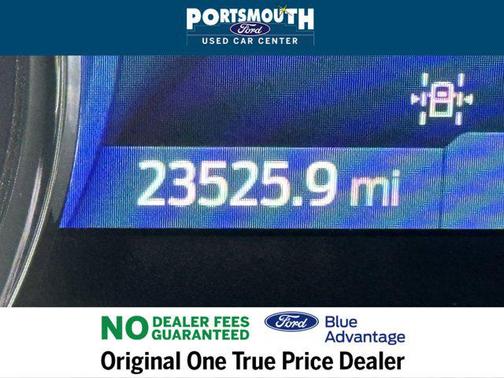 PORTSMOUTH
Ford
USED CAR CENTER
23525.9 mi
NO DEALER FEES GUARANTEED
Ford
Blue Advantage
Original One True Price Dealer